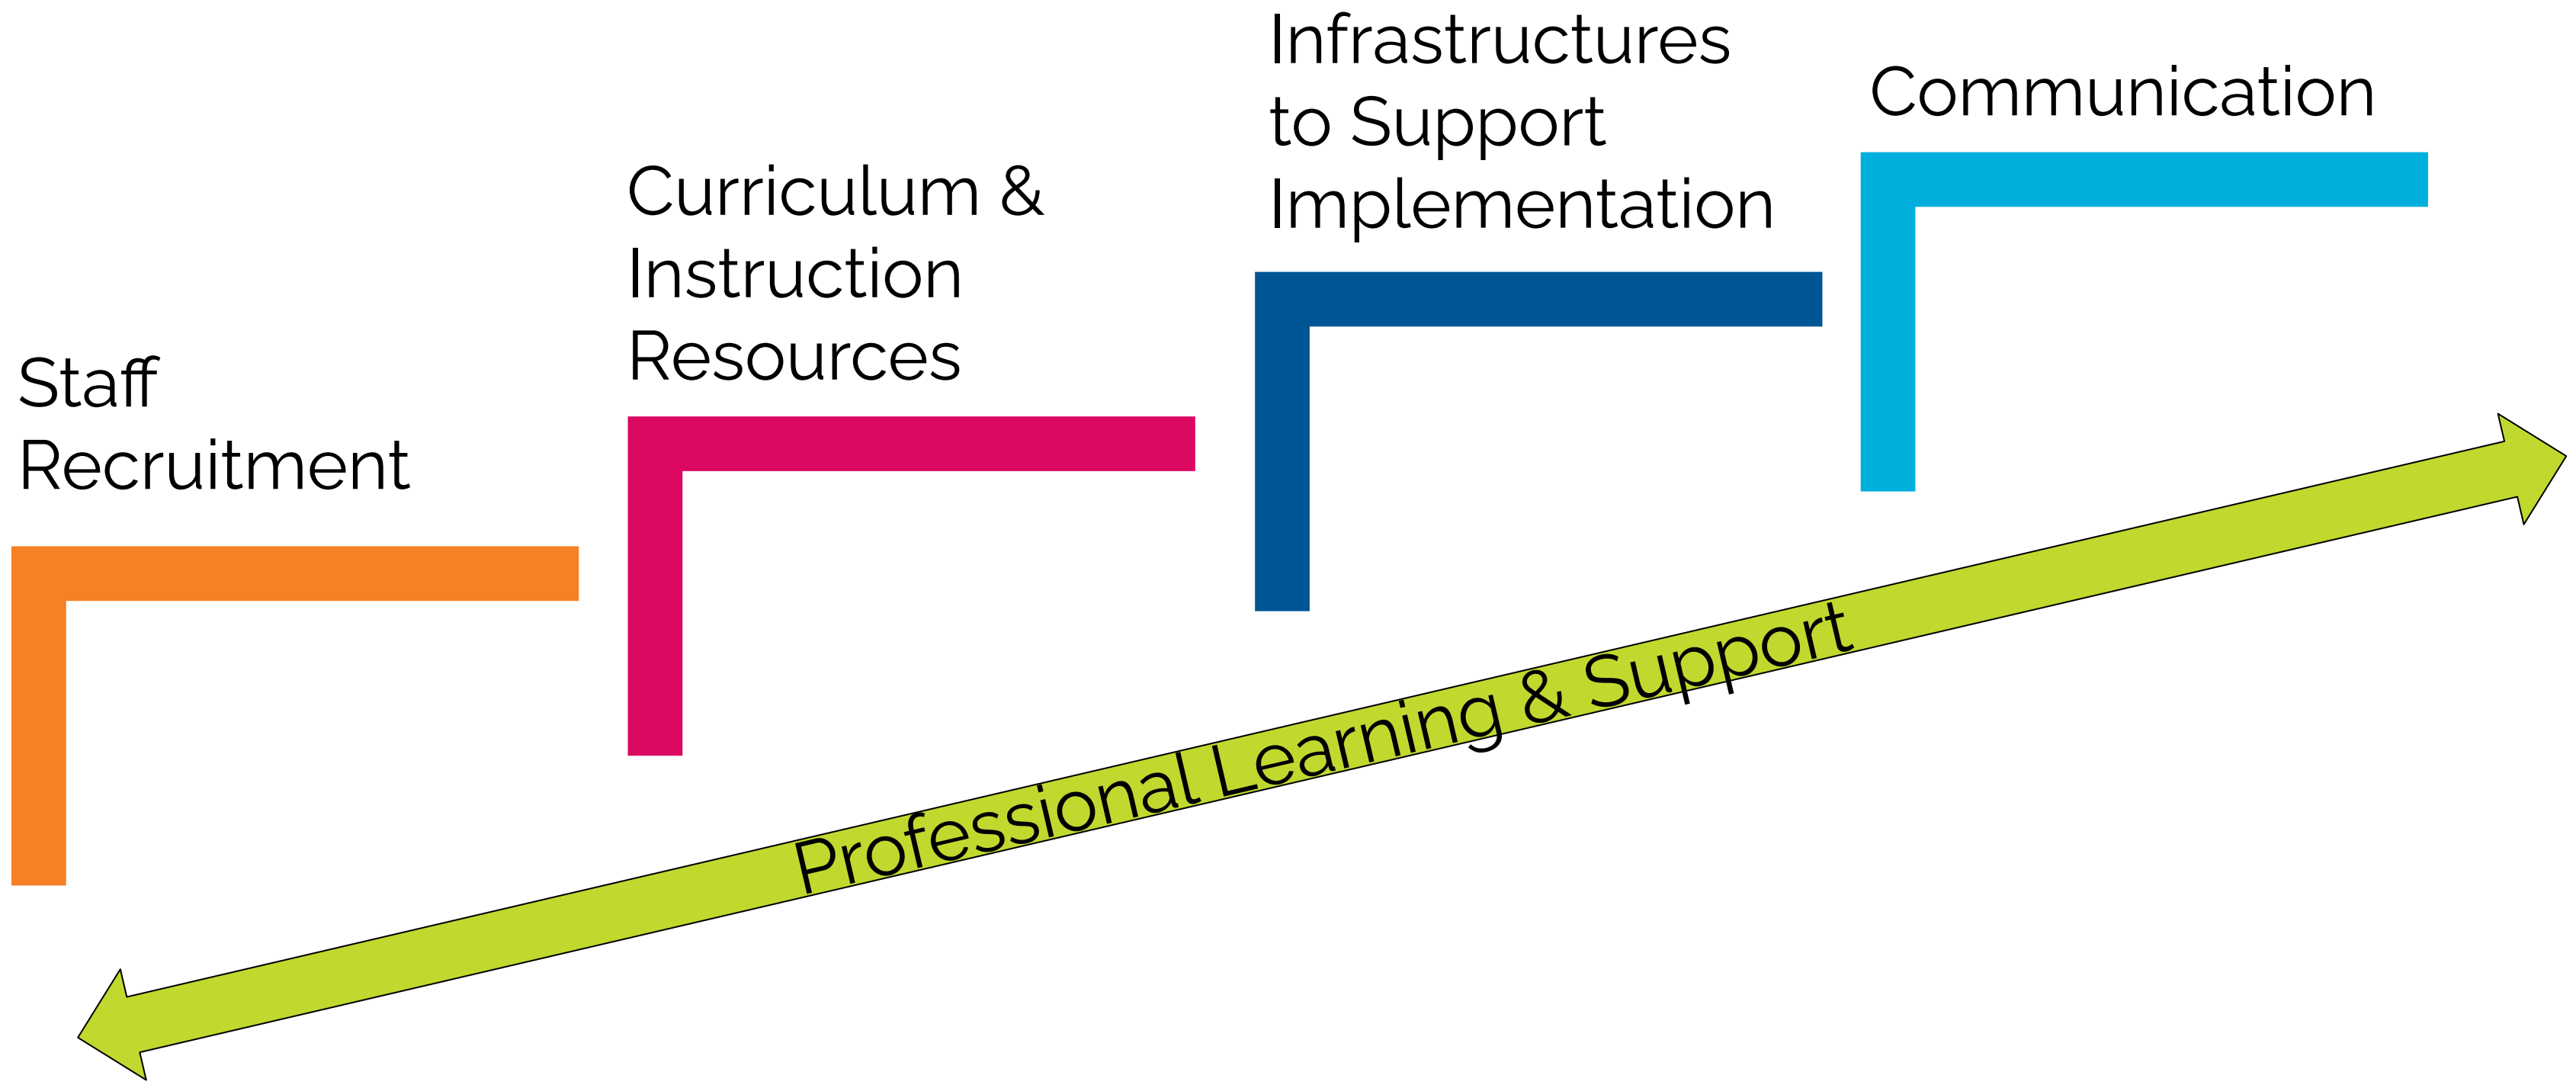 Staff
Recruitment
Curriculum &
Instruction
Resources
Infrastructures
to Support
Implementation
Communication
Professional Learning & Support